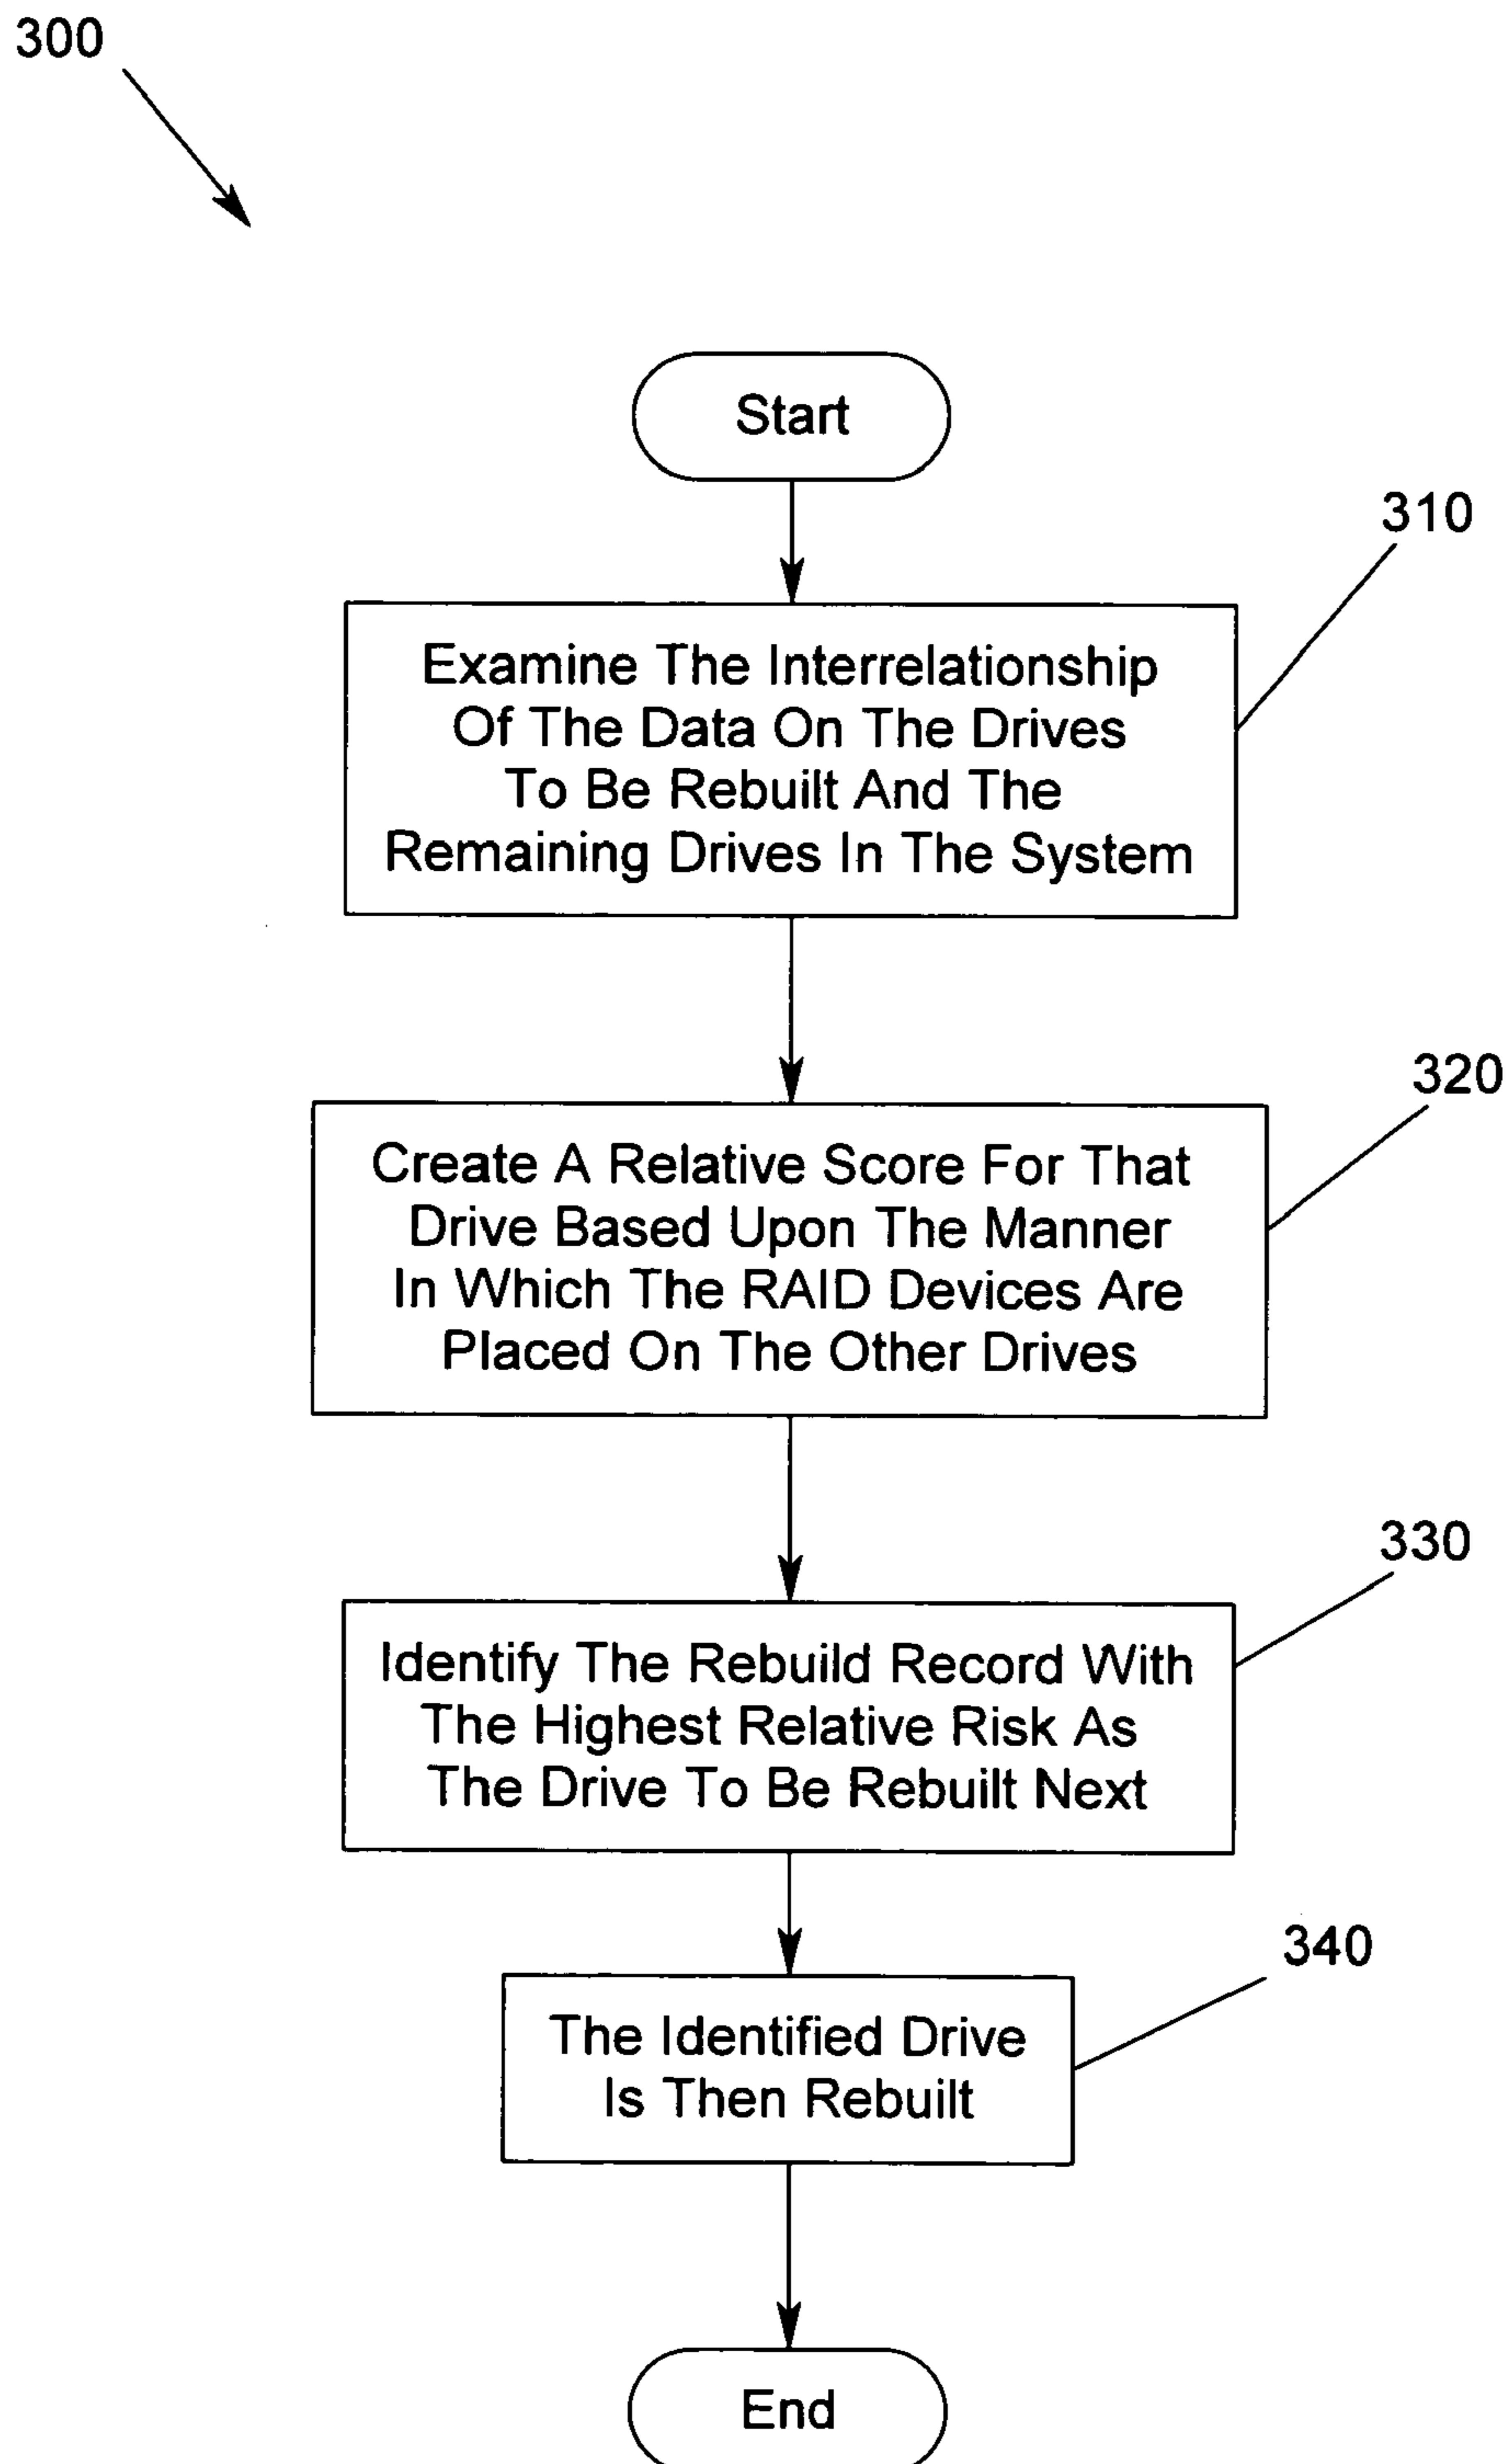 300
Start
310
Examine The Interrelationship
Of The Data On The Drives
To Be Rebuilt And The
Remaining Drives In The System
320
Create A Relative Score For That
Drive Based Upon The Manner
In Which The RAID Devices Are
Placed On The Other Drives
330
Identify The Rebuild Record With
The Highest Relative Risk As
The Drive To Be Rebuilt Next
340
The Identified Drive
Is Then Rebuilt
End